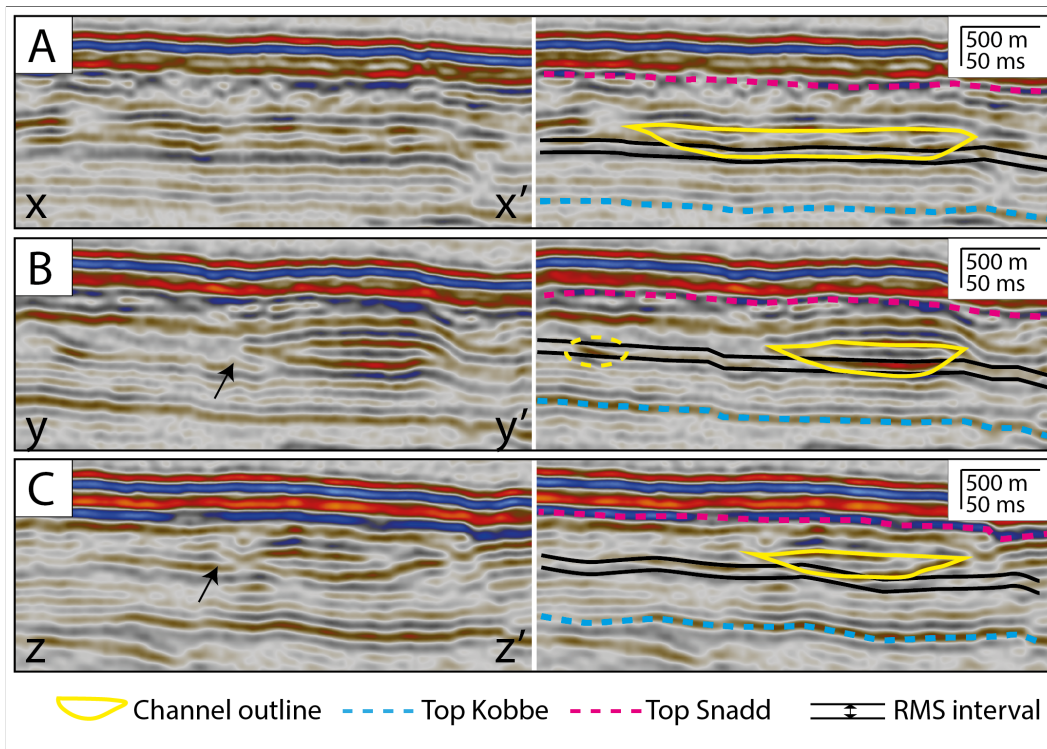 A
500 m
50 ms
x
x'
B
500 m
50 ms
y
y'
C
500 m
50 ms
z
z'
Channel outline
Top Kobbe
Top Snadd
RMS interval